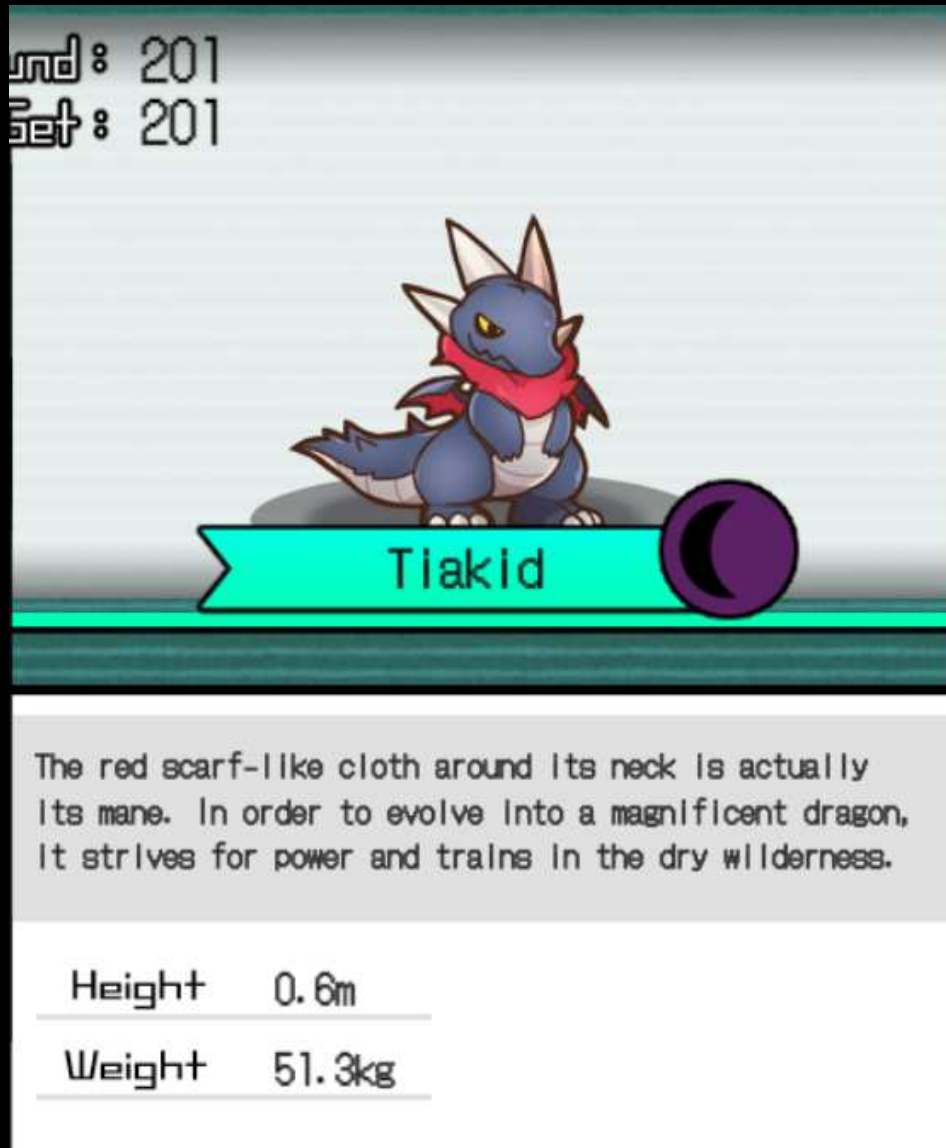 und: 201
Get: 201
Tiakid
The red scarf-like cloth around its neck is actually
its mane. In order to evolve into a magnificent dragon,
it strives for power and trains in the dry wilderness.
Height 0.6m
Weight 51.3kg